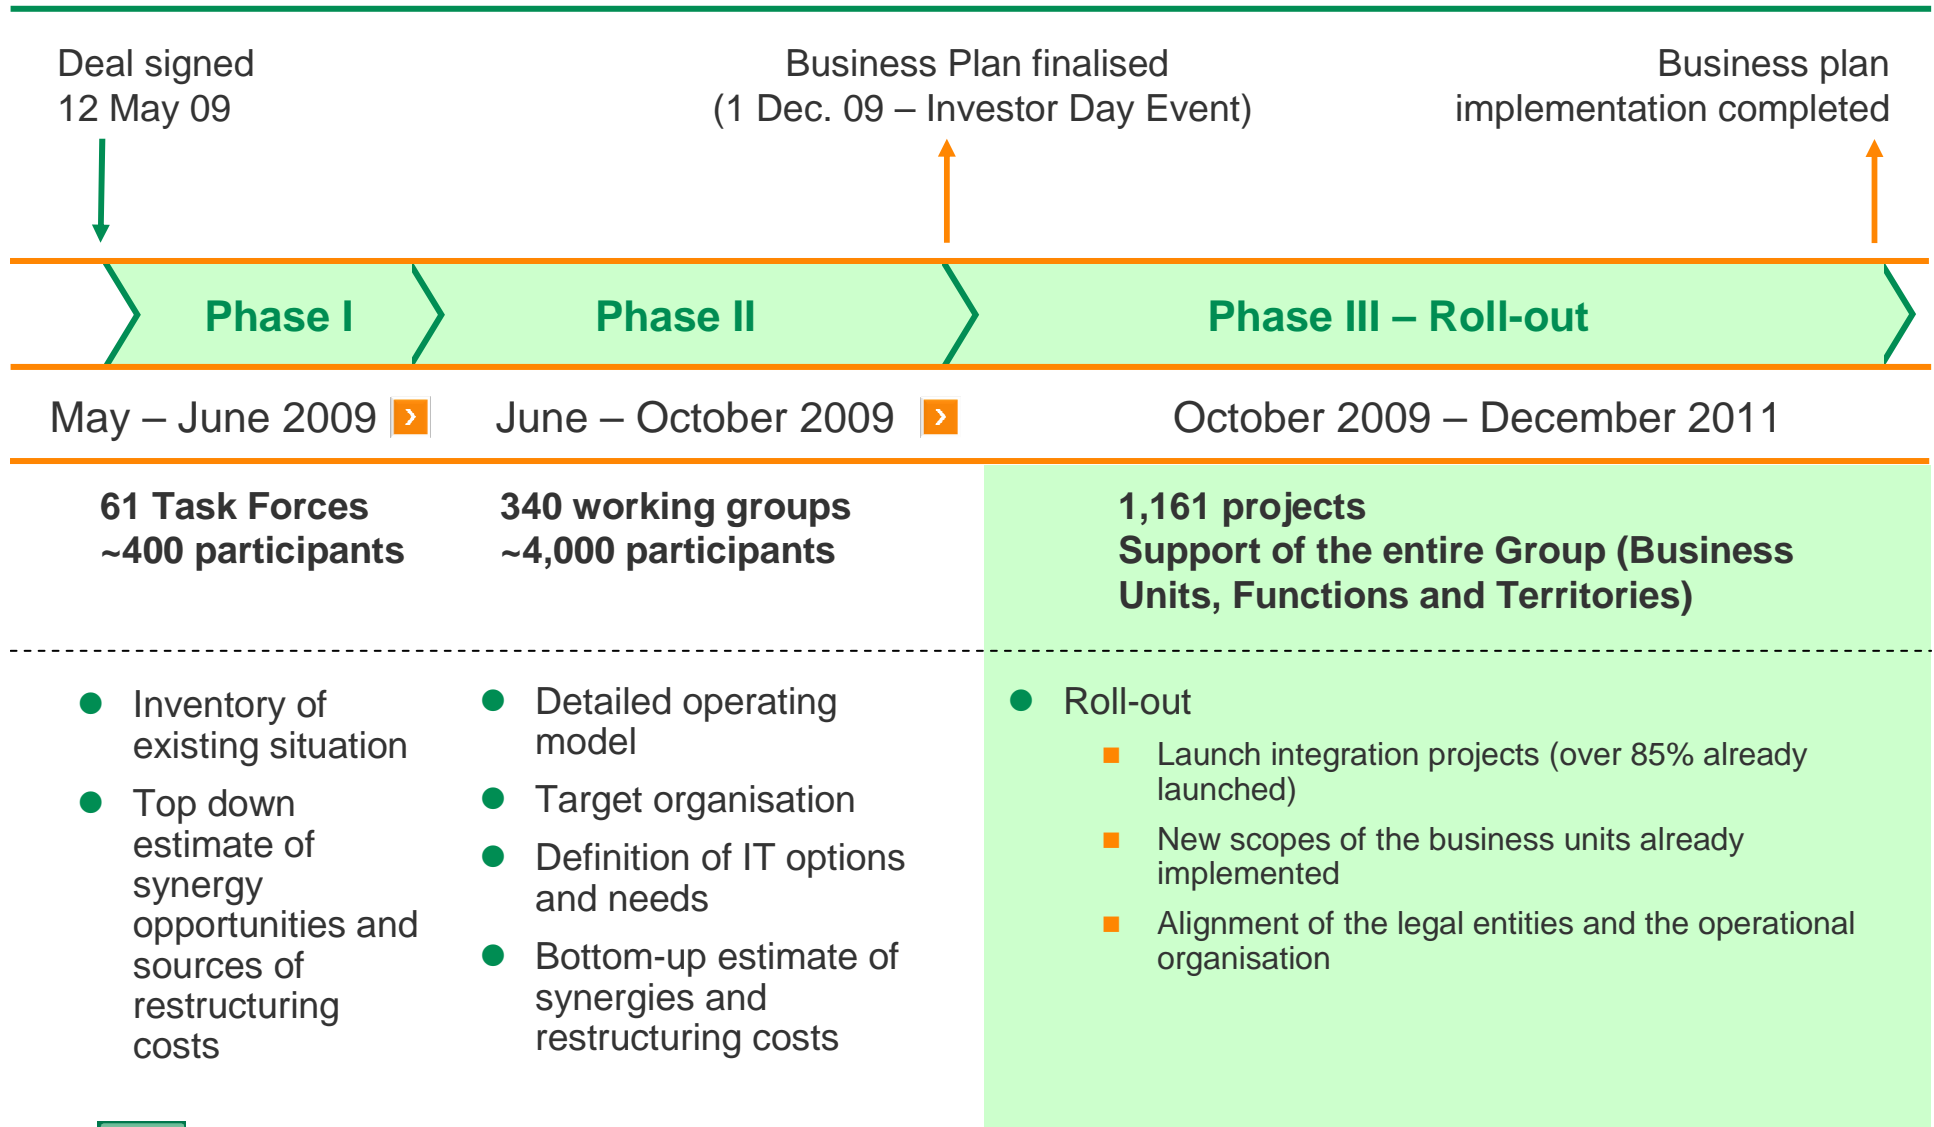 Deal signed
12 May 09
Business Plan finalised
(1 Dec. 09 – Investor Day Event)
Business plan
implementation completed
Phase I
Phase II
Phase III – Roll-out
May – June 2009
June – October 2009
October 2009 – December 2011
61 Task Forces
~400 participants
340 working groups
~4,000 participants
1,161 projects
Support of the entire Group (Business
Units, Functions and Territories)
Inventory of
existing situation
Top down
estimate of
synergy
opportunities and
sources of
restructuring
costs
Detailed operating
model
Target organisation
Definition of IT options
and needs
Bottom-up estimate of
synergies and
restructuring costs
Roll-out
Launch integration projects (over 85% already
launched)
New scopes of the business units already
implemented
Alignment of the legal entities and the operational
organisation